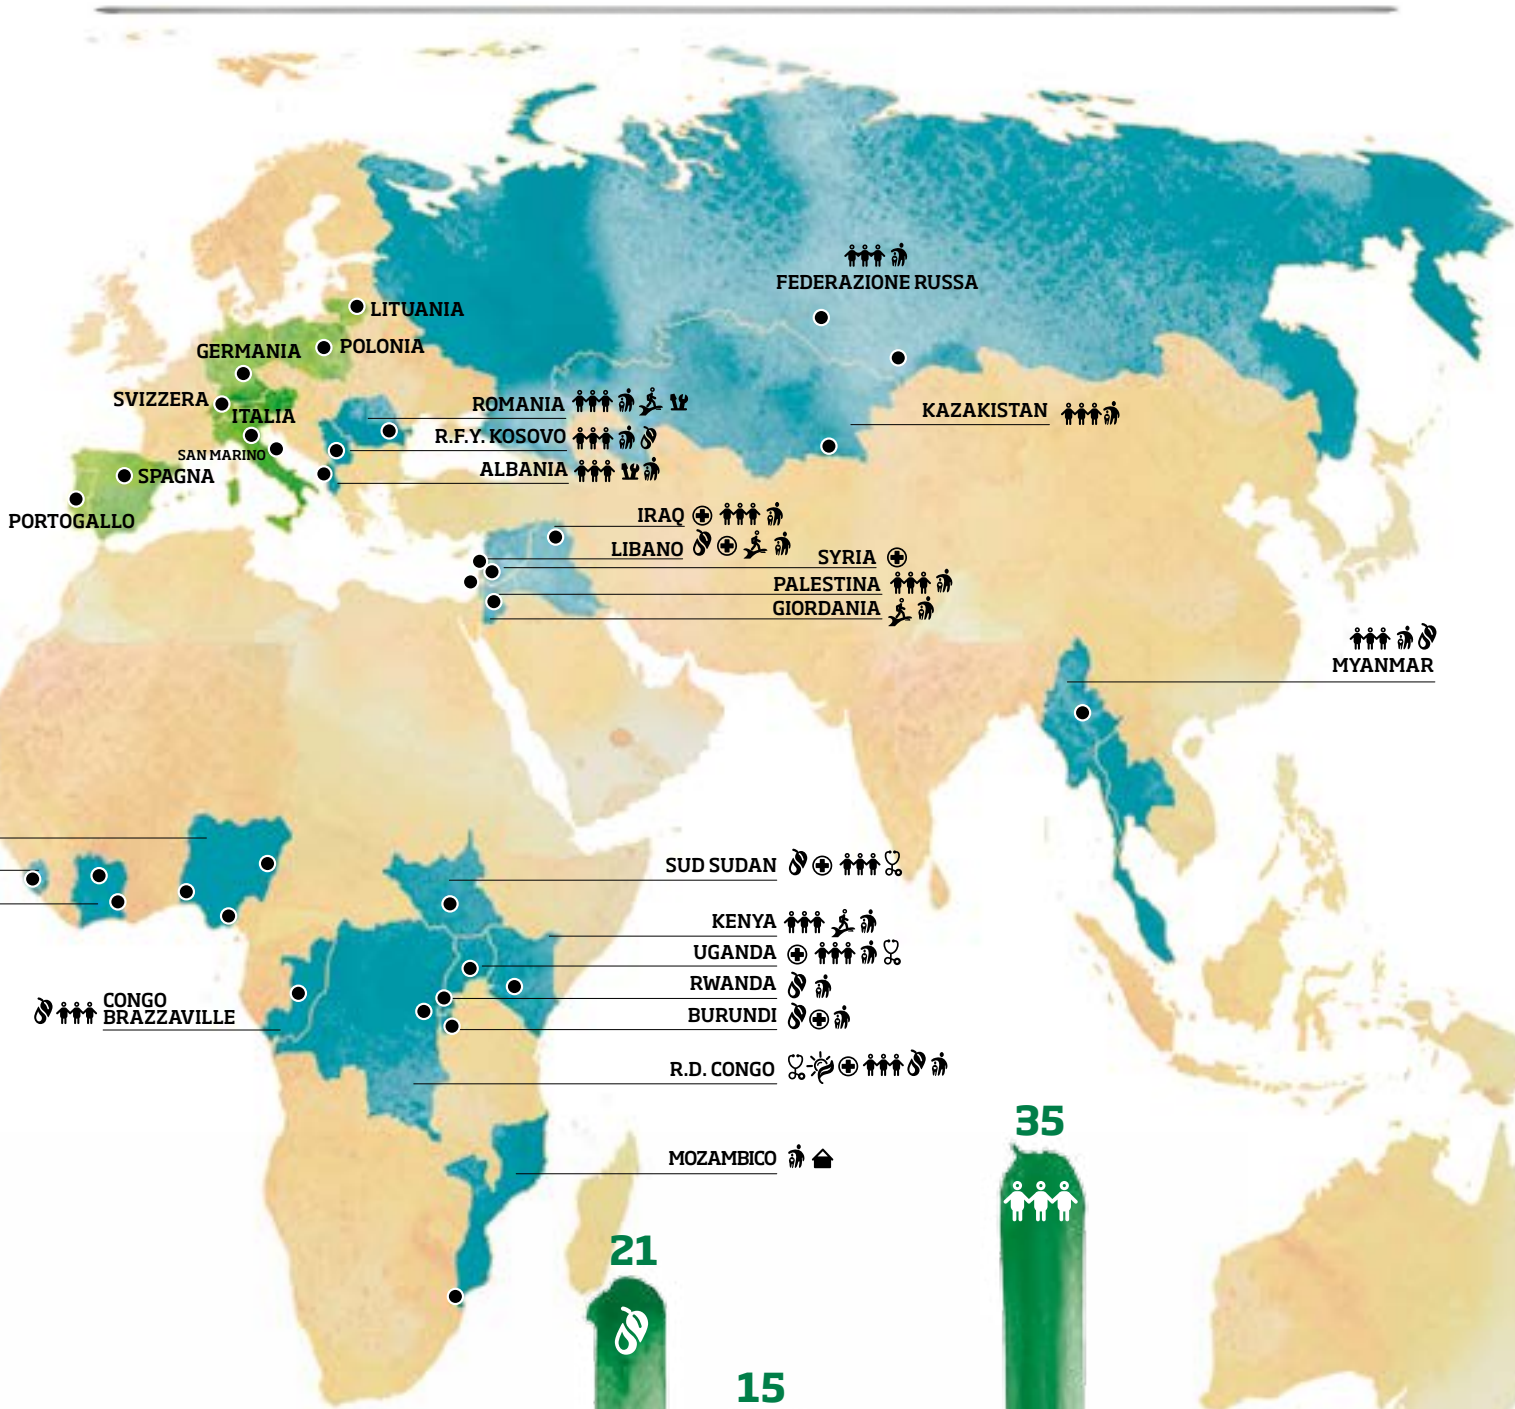 FEDERAZIONE RUSSA
LITUANIA
POLONIA
GERMANIA
SVIZZERA
ITALIA
SAN MARINO
SPAGNA
PORTOGALLO
ROMANIA
R.F.Y. KOSOVO
ALBANIA
KAZAKISTAN
IRAQ
LIBANO
SYRIA
PALESTINA
GIORDANIA
MYANMAR
SUD SUDAN
KENYA
UGANDA
RWANDA
BURUNDI
CONGO
BRAZZAVILLE
R.D. CONGO
MOZAMBICO
35
21
15